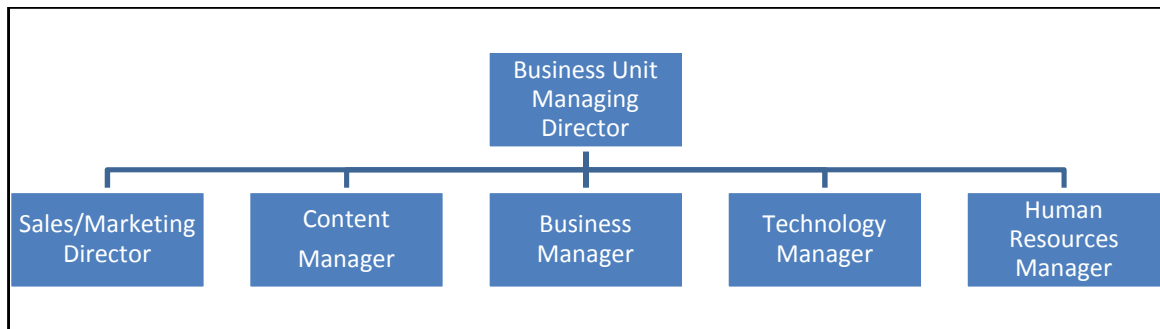 Business Unit
Managing
Director
Sales/Marketing
Director
Content
Manager
Business
Manager
Technology
Manager
Human
Resources
Manager